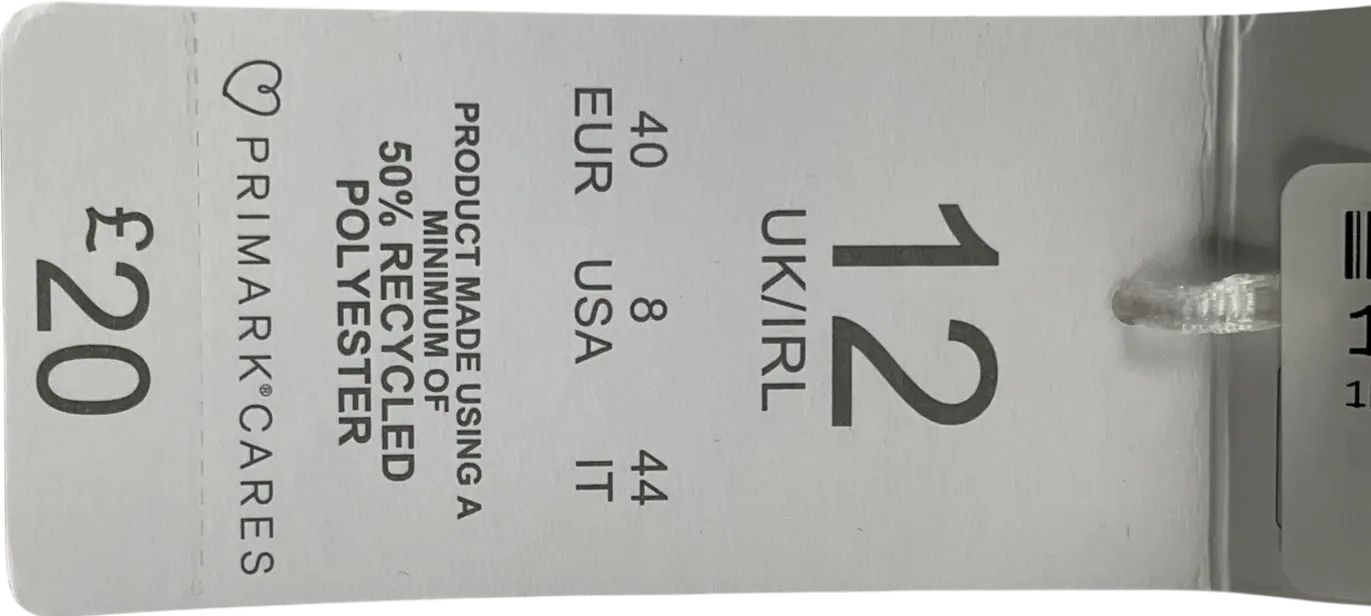 12
UK/IRL
40 8 44
EUR USA IT
PRODUCT MADE USING A
MINIMUM OF
50% RECYCLED
POLYESTER
PRIMARK®CARES
£20